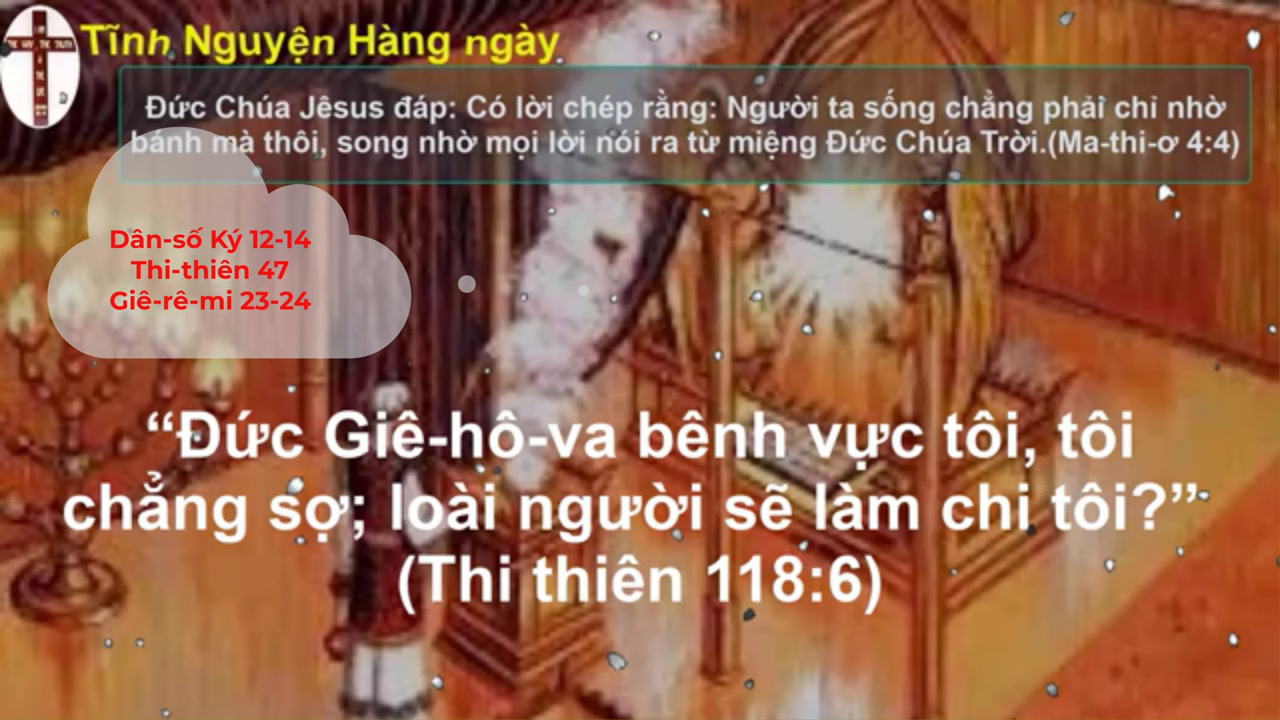 Tĩnh Nguyện Hàng ngày
Đức Chúa Jêsus đáp: Có lời chép rằng: Người ta sống chẳng phải chỉ nhờ
bánh mà thôi, song nhờ mọi lời nói ra từ miệng Đức Chúa Trời.(Ma-thi-ơ 4:4)
Dân-số Ký 12-14
Thi-thiên 47
Giê-rê-mi 23-24
“Đức Giê-hô-va bênh vực tôi, tôi
chẳng sợ; loài người sẽ làm chi tôi?”
(Thi thiên 118:6)